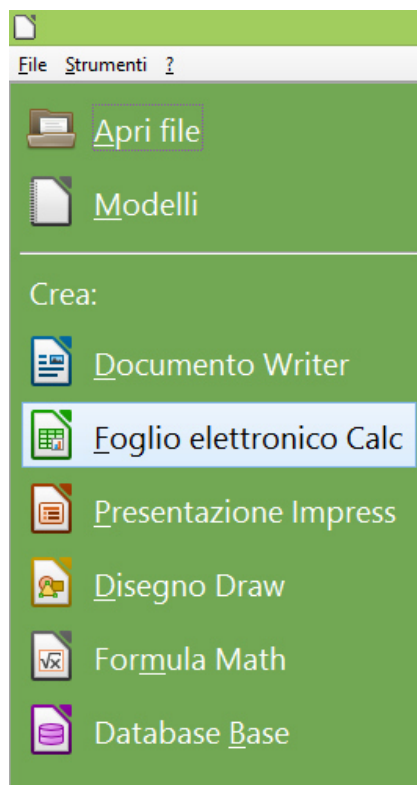 File Strumenti ?
Apri file
Modelli
Crea:
Documento Writer
Foglio elettronico Calc
Presentazione Impress
Disegno Draw
Formula Math
Database Base